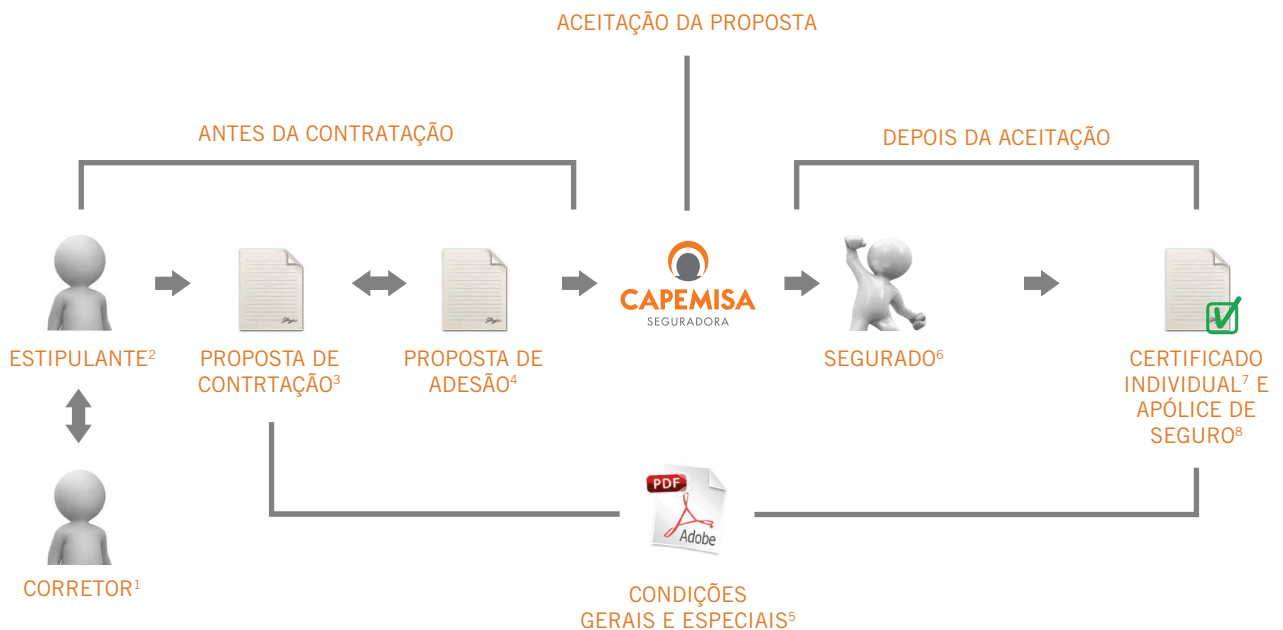 ACEITAÇÃO DA PROPOSTA
ANTES DA CONTRATAÇÃO
DEPOIS DA ACEITAÇÃO
CAPEMISA
SEGURADORA
ESTIPULANTE²
PROPOSTA DE
CONTRTAÇÃO³
PROPOSTA DE
ADESÃO⁴
SEGURADO⁶
CERTIFICADO
INDIVIDUAL⁷ E
APÓLICE DE
SEGURO⁸
PDF
Adobe
CORRETOR¹
CONDIÇÕES
GERAIS E ESPECIAIS⁵